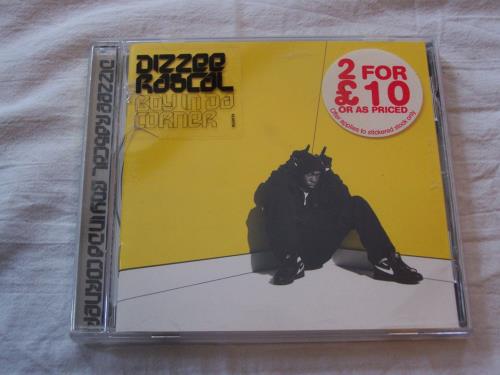 DIZZEE
RASCAL
BOY IN DA
CORNER
2 FOR
£10
OR AS PRICED
Offer applies to stickered stock only
DIZZEE RASCAL BOY IN DA CORNER